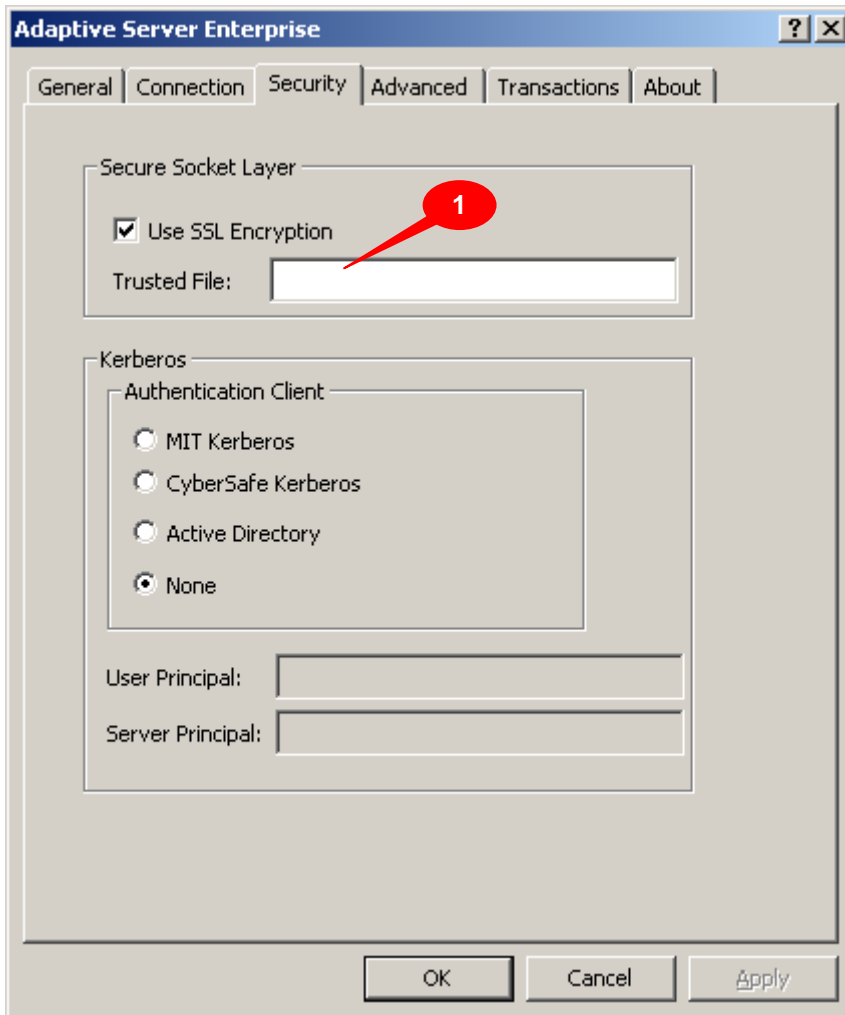 Adaptive Server Enterprise
General Connection Security Advanced Transactions About
Secure Socket Layer
1
Use SSL Encryption
Trusted File:
Kerberos
Authentication Client
MIT Kerberos
CyberSafe Kerberos
Active Directory
None
User Principal:
Server Principal:
OK Cancel Apply